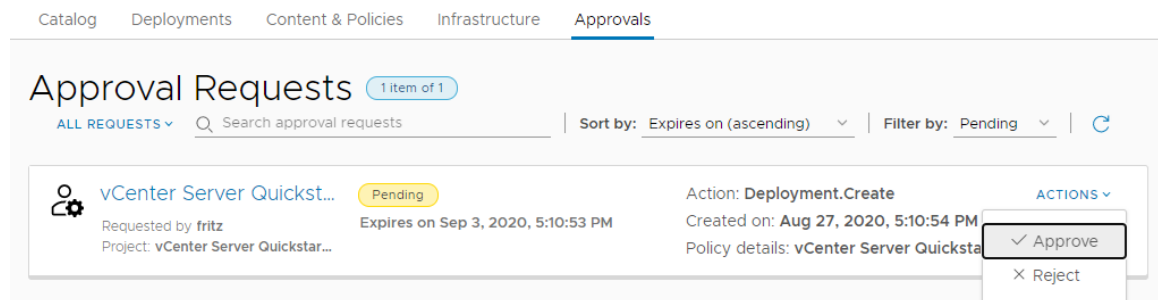 Catalog Deployments Content & Policies Infrastructure Approvals
Approval Requests 1 item of 1
ALL REQUESTS Search approval requests Sort by: Expires on (ascending) Filter by: Pending
vCenter Server Quickst... Pending Action: Deployment.Create ACTIONS
Requested by fritz Expires on Sep 3, 2020, 5:10:53 PM Created on: Aug 27, 2020, 5:10:54 PM
Project: vCenter Server Quickstar... Policy details: vCenter Server Quicksta
Approve
Reject